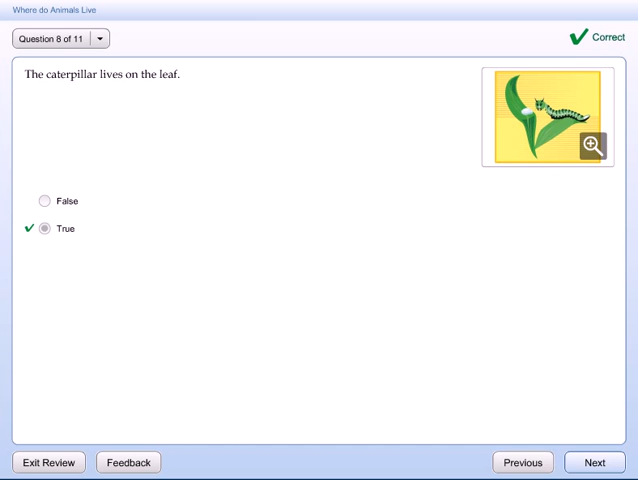 Where do Animals Live
Question 8 of 11
Correct
The caterpillar lives on the leaf.
False
True
Exit Review
Feedback
Previous
Next